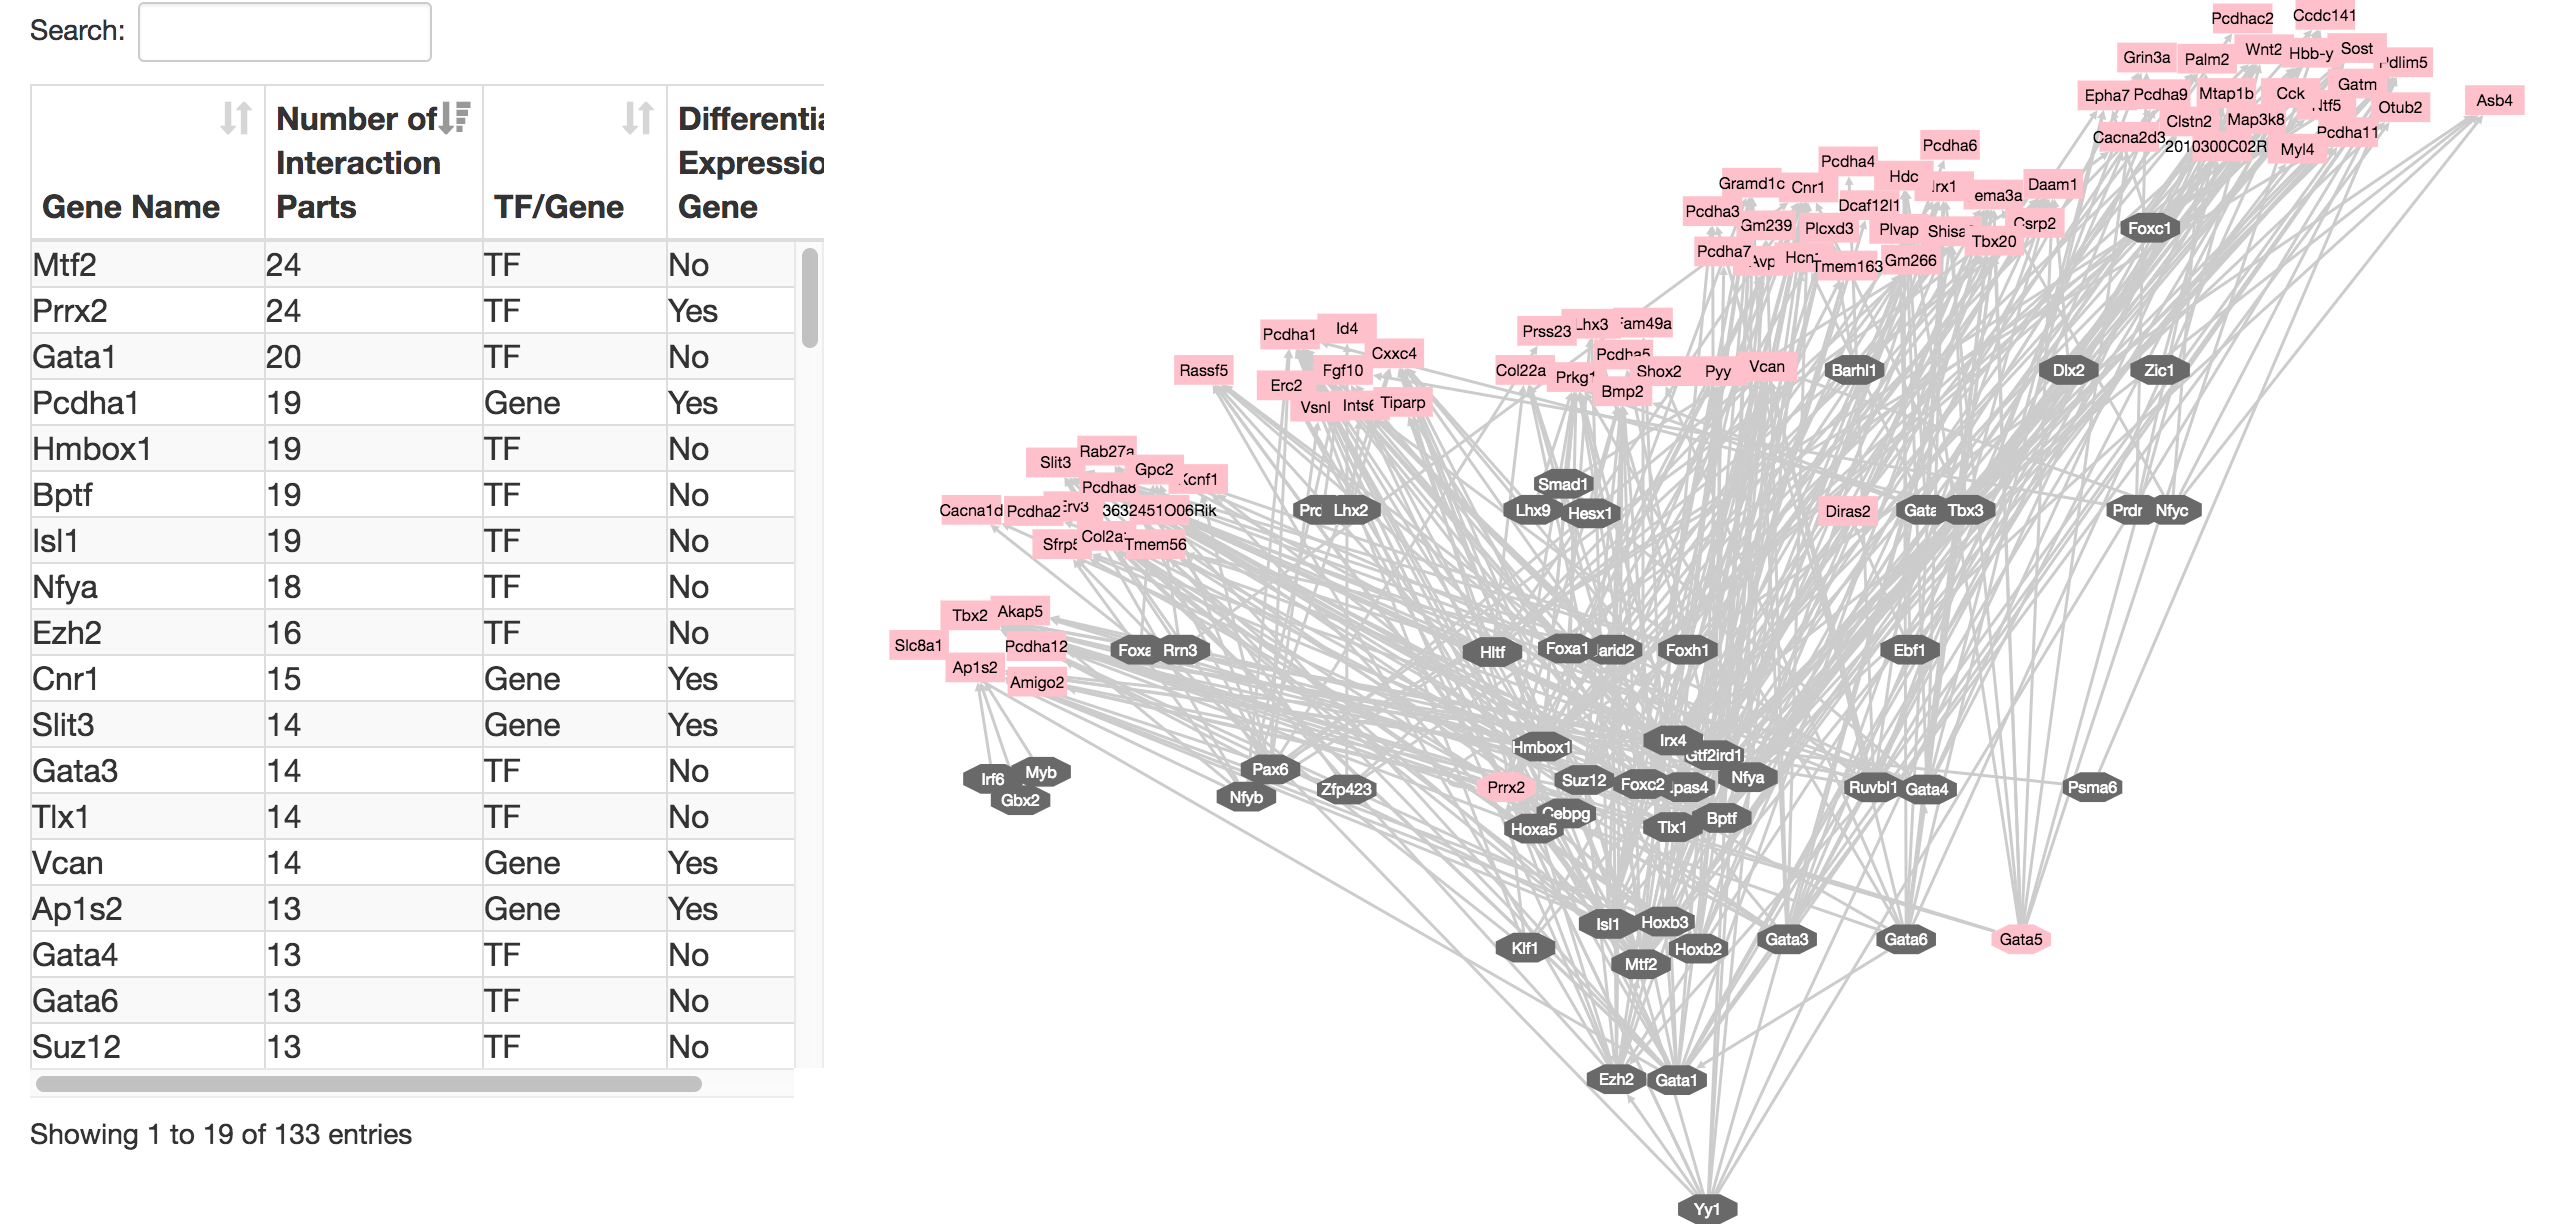 Search:
Gene Name
Number of Interaction Parts
TF/Gene
Differentia Expressio Gene
Mtf2 24 TF No
Prrx2 24 TF Yes
Gata1 20 TF No
Pcdha1 19 Gene Yes
Hmbox1 19 TF No
Bptf 19 TF No
Isl1 19 TF No
Nfya 18 TF No
Ezh2 16 TF No
Cnr1 15 Gene Yes
Slit3 14 Gene Yes
Gata3 14 TF No
Tlx1 14 TF No
Vcan 14 Gene Yes
Ap1s2 13 Gene Yes
Gata4 13 TF No
Gata6 13 TF No
Suz12 13 TF No
Showing 1 to 19 of 133 entries
Pcdhac2 Ccdc141
Grin3a Palm2 Wnt2 Hbb-y Sost Pdlim5
Epha7 Pcdha9 Mtap1b Cck Gatm Ntf5 Otub2 Asb4
Cacna2d3 Clstn2 Map3k8 Pcdha11
2010300C02R Myl4
Pcdha4 Pcdha6
Gramd1c Cnr1 Hdc Irx1 ema3a Daam1
Pcdha3 Gm239 Plcxd3 Dcaf12l1 Plvap Shisa Tbx20 Csrp2
Pcdha7 Avp Hcn Tmem163 Gm266
Foxc1
Pcdha1 Id4 Cxxc4
Rassf5 Erc2 Fgf10
Vsnl Ints6 Tiparp
Prss23 Lhx3 Fam49a
Col22a Prkg1 Pcdha5 Bmp2 Shox2 Pyy Vcan
Barhl1 Dlx2 Zic1
Slit3 Rab27a Gpc2 Kcnf1
Pcdha8
Cacna1d Pcdha2 Erv3 3632451O06Rik
Sfrp5 Col2a Tmem56
Lhx2
Smad1
Lhx9 Hesx1
Diras2 Gata Tbx3 Prdr Nfyc
Tbx2 Akap5
Slc8a1 Pcdha12
Ap1s2 Amigo2
Foxa Rrn3
Hltf Foxa1 arid2 Foxh1 Ebf1
Irf6 Myb
Gbx2
Pax6
Nfyb Zfp423
Hmbox1 Irx4 Gtf2ird1
Prrx2 Suz12 Foxc2 pas4 Nfya
Cebpg
Hoxa5 Tlx1 Bptf
Ruvbl1 Gata4 Psma6
Isl1 Hoxb3
Klf1 Mtf2 Hoxb2 Gata3 Gata6 Gata5
Ezh2 Gata1
Yy1